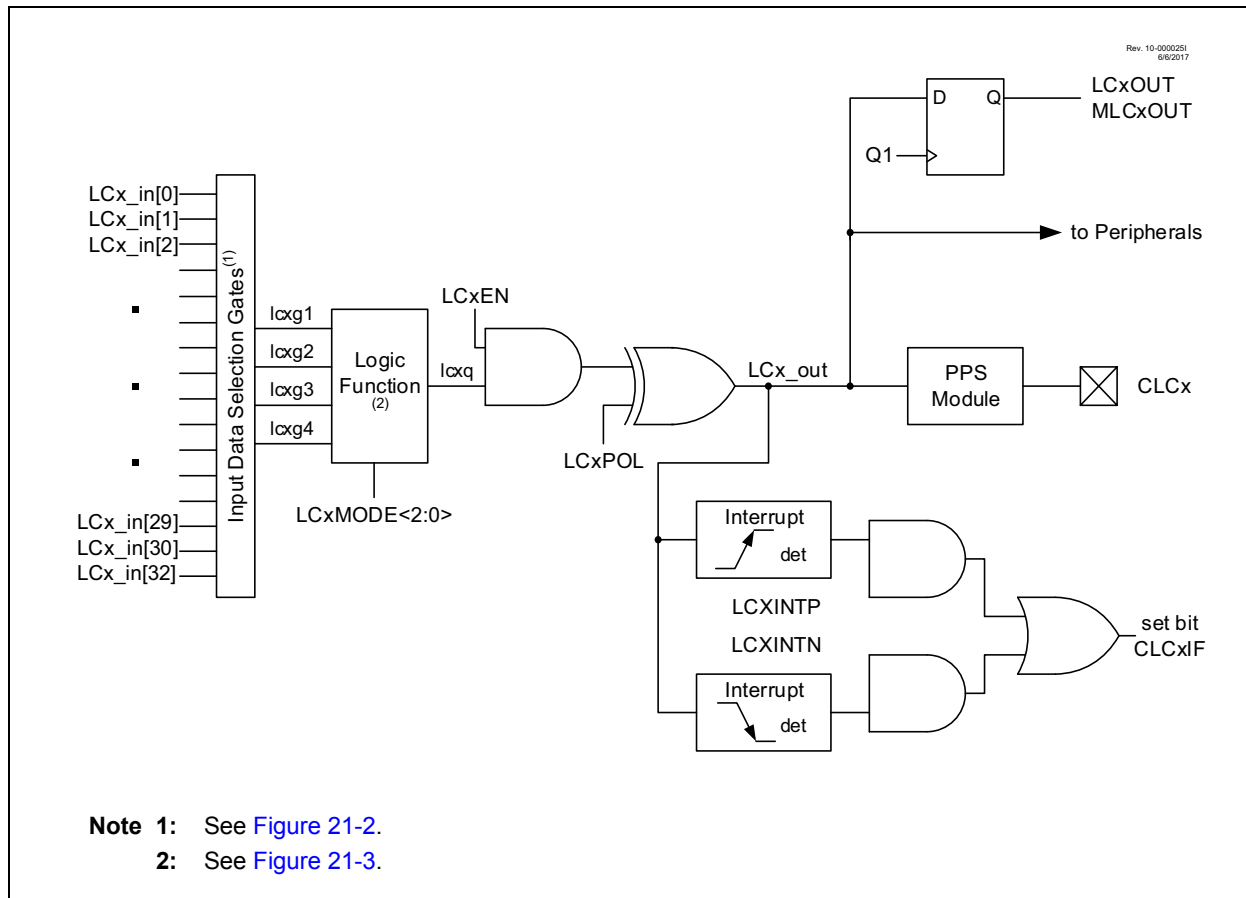 Rev. 10-000025I
6/6/2017
LCx_in[0]
LCx_in[1]
LCx_in[2]
LCx_in[29]
LCx_in[30]
LCx_in[32]
Input Data Selection Gates(1)
lcxg1
lcxg2
lcxg3
lcxg4
Logic
Function
(2)
LCxMODE<2:0>
lcxq
LCxEN
LCxPOL
LCx_out
D Q
Q1
LCxOUT
MLCxOUT
to Peripherals
PPS
Module
CLCx
Interrupt
det
LCXINTP
LCXINTN
Interrupt
det
set bit
CLCxIF
Note 1: See Figure 21-2.
2: See Figure 21-3.